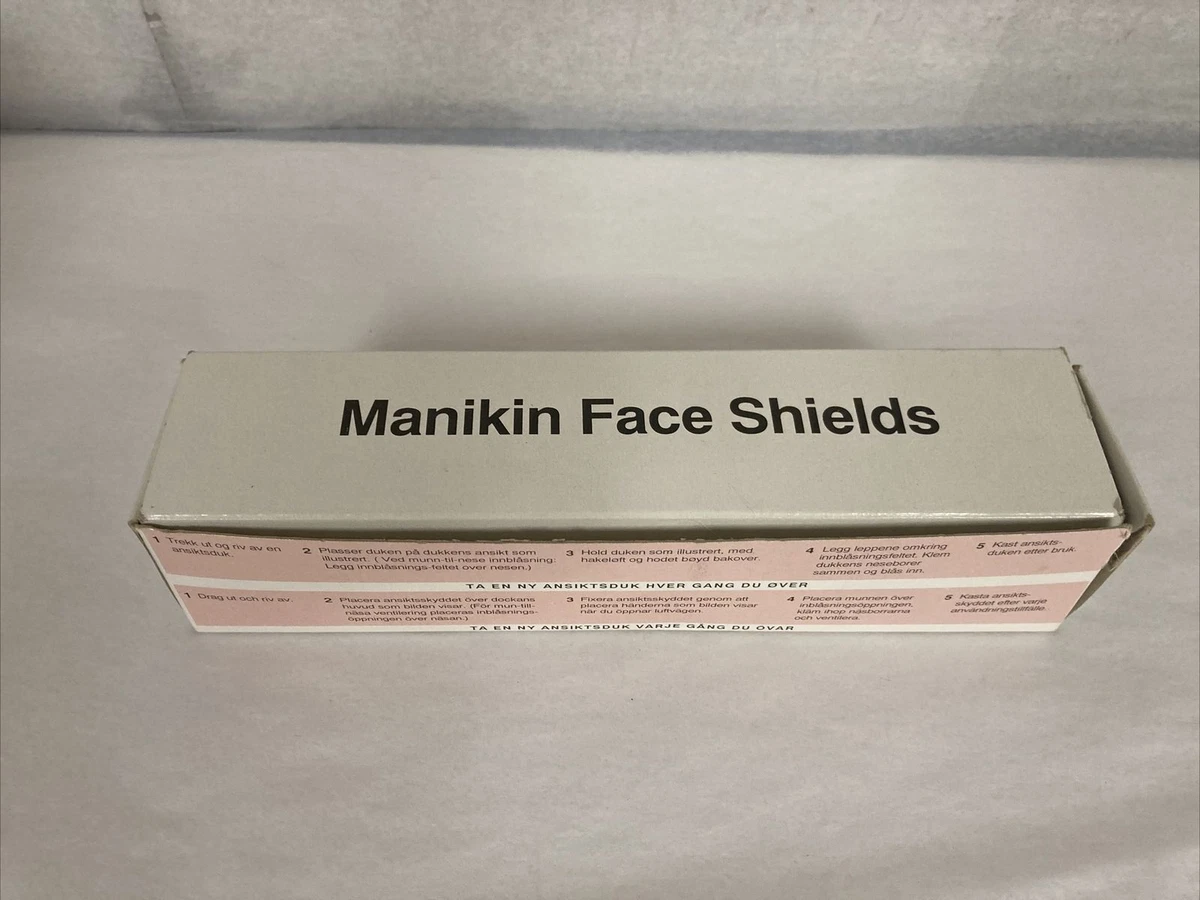 Manikin Face Shields
1 Trekk ut og riv av en
ansiktsduk.
2 Plasser duken på dukkens ansikt som
illustrert. (Ved munn-til-nese innblåsning:
Legg innblåsnings-feltet over nesen.)
3 Hold duken som illustrert, med
hakeløft og hodet bøyd bakover.
4 Legg leppene omkring
innblåsningsfeltet. Klem
dukkens neseborer
sammen og blås inn.
5 Kast ansikts-
duken etter bruk.
TA EN NY ANSIKTSDUK HVER GANG DU ØVER
1 Drag ut och riv av.
2 Placera ansiktsskyddet över dockans
huvud som bilden visar. (För mun-till-
näsa ventilering placeras inblåsnings-
öppningen över näsan.)
3 Fixera ansiktsskyddet genom att
placera händerna som bilden visar
när du öppnar luftvägen.
4 Placera munnen över
inblåsningsöppningen,
kläm ihop näsborrarna
och ventilera.
5 Kasta ansikts-
skyddet efter varje
användningstillfälle.
TA EN NY ANSIKTSDUK VARJE GÅNG DU ÖVAR